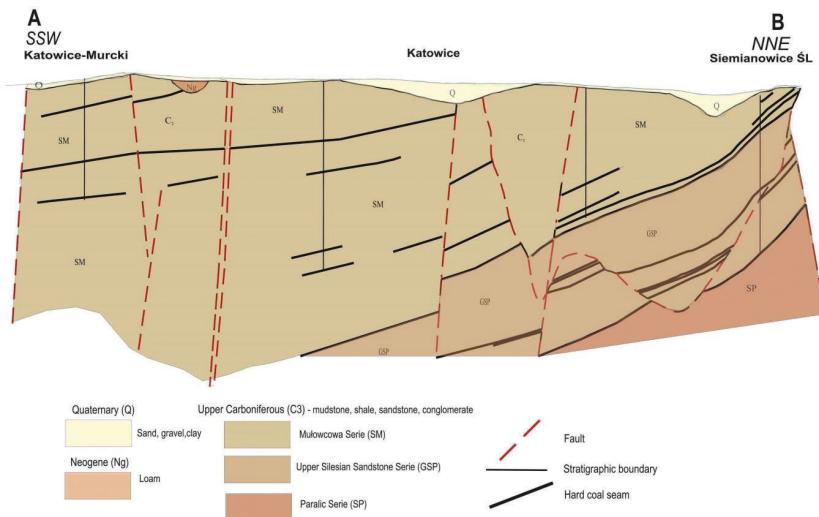 A
SSW
Katowice-Murcki
Katowice
B
NNE
Siemianowice ŚL
Q
Ng
Q
Q
SM
C₃
SM
SM
C₃
SM
SM
GSP
GSP
GSP
SP
Quaternary (Q)
Sand, gravel,clay
Neogene (Ng)
Loam
Upper Carboniferous (C3) - mudstone, shale, sandstone, conglomerate
Mułowcowa Serie (SM)
Upper Silesian Sandstone Serie (GSP)
Paralic Serie (SP)
Fault
Stratigraphic boundary
Hard coal seam